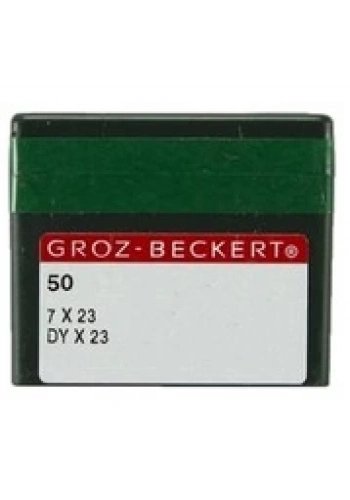 GROZ-BECKERT®
50
7 X 23
DY X 23